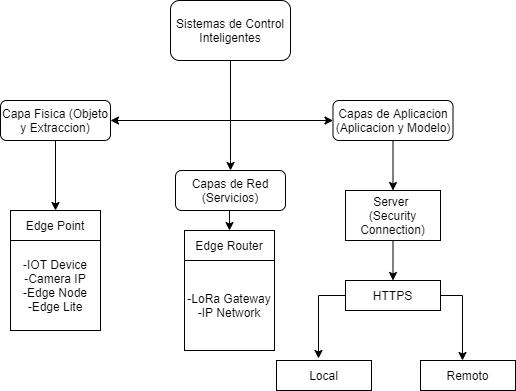 Sistemas de Control
Inteligentes
Capa Fisica (Objeto
y Extraccion)
Capas de Aplicacion
(Aplicacion y Modelo)
Capas de Red
(Servicios)
Edge Point
-IOT Device
-Camera IP
-Edge Node
-Edge Lite
Edge Router
-LoRa Gateway
-IP Network
Server
(Security
Connection)
HTTPS
Local
Remoto